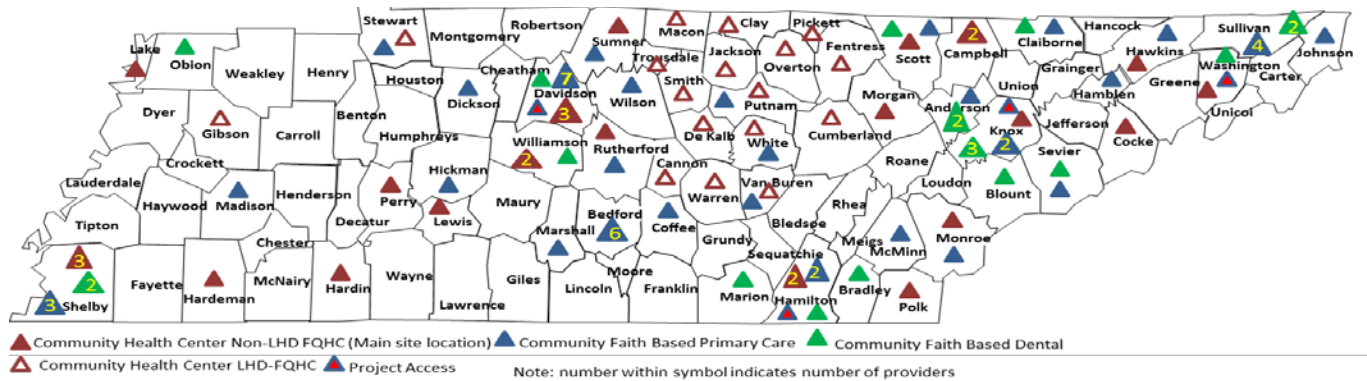 Stewart Robertson Macon Clay Pickett Claiborne Hancock Sullivan 2
Lake Obion Weakley Henry Montgomery Sumner Jackson Fentress Scott Campbell 2 Hawkins 4 Johnson
Houston Cheatham 7 Trousdale Overton Grainger Washington
Dyer Gibson Carroll Benton Dickson Davidson 3 Wilson Smith Putnam Morgan Anderson 2 Union Hamblen Greene Carter
Humphreys De Kalb White Cumberland Knox 2 Jefferson Cocke Unicoi
Crockett Williamson 2 Rutherford Cannon Roane 3 Sevier
Lauderdale Haywood Madison Henderson Decatur Perry Hickman Lewis Maury Warren Van Buren Loudon Blount
Tipton Chester Marshall Bedford 6 Coffee Grundy Bledsoe Rhea Meigs McMinn Monroe
3 2 3 Shelby Fayette Hardeman McNairy Hardin Wayne Lawrence Giles Lincoln Moore Franklin Marion Sequatchie 2 2 Hamilton Bradley Polk
Community Health Center Non-LHD FQHC (Main site location) Community Faith Based Primary Care Community Faith Based Dental
Community Health Center LHD-FQHC Project Access Note: number within symbol indicates number of providers